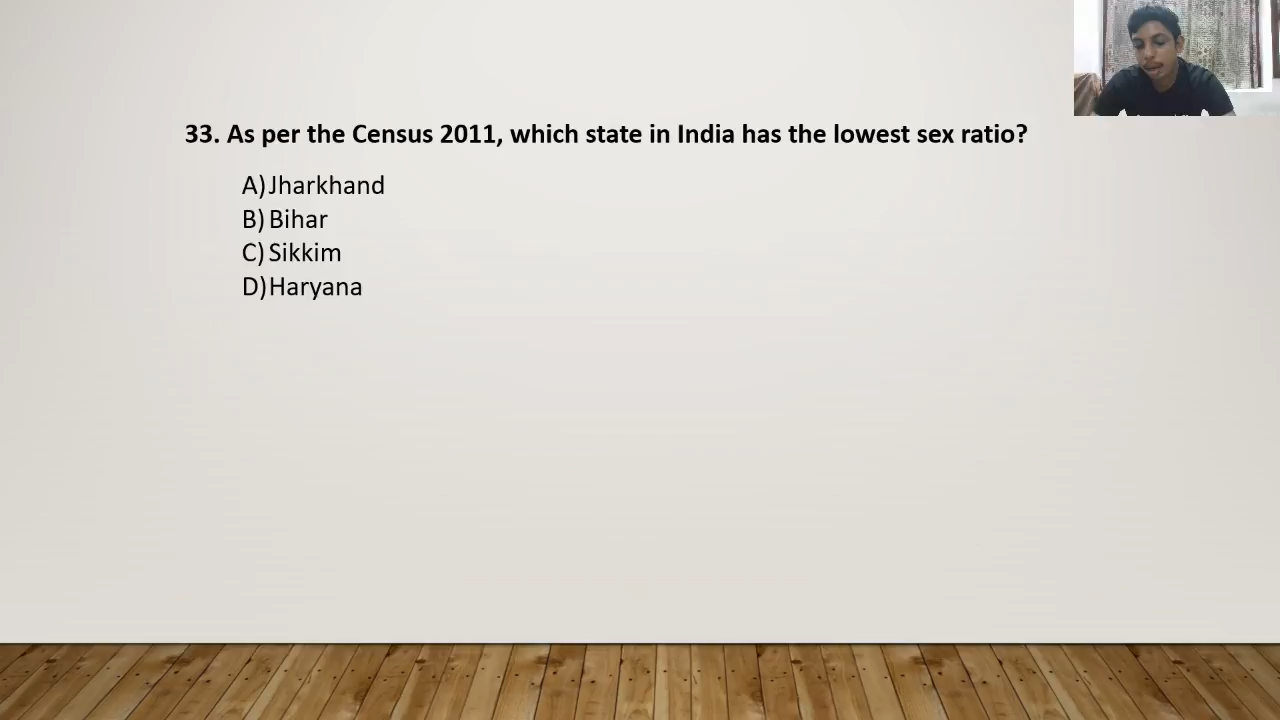 33. As per the Census 2011, which state in India has the lowest sex ratio?
A) Jharkhand
B) Bihar
C) Sikkim
D) Haryana